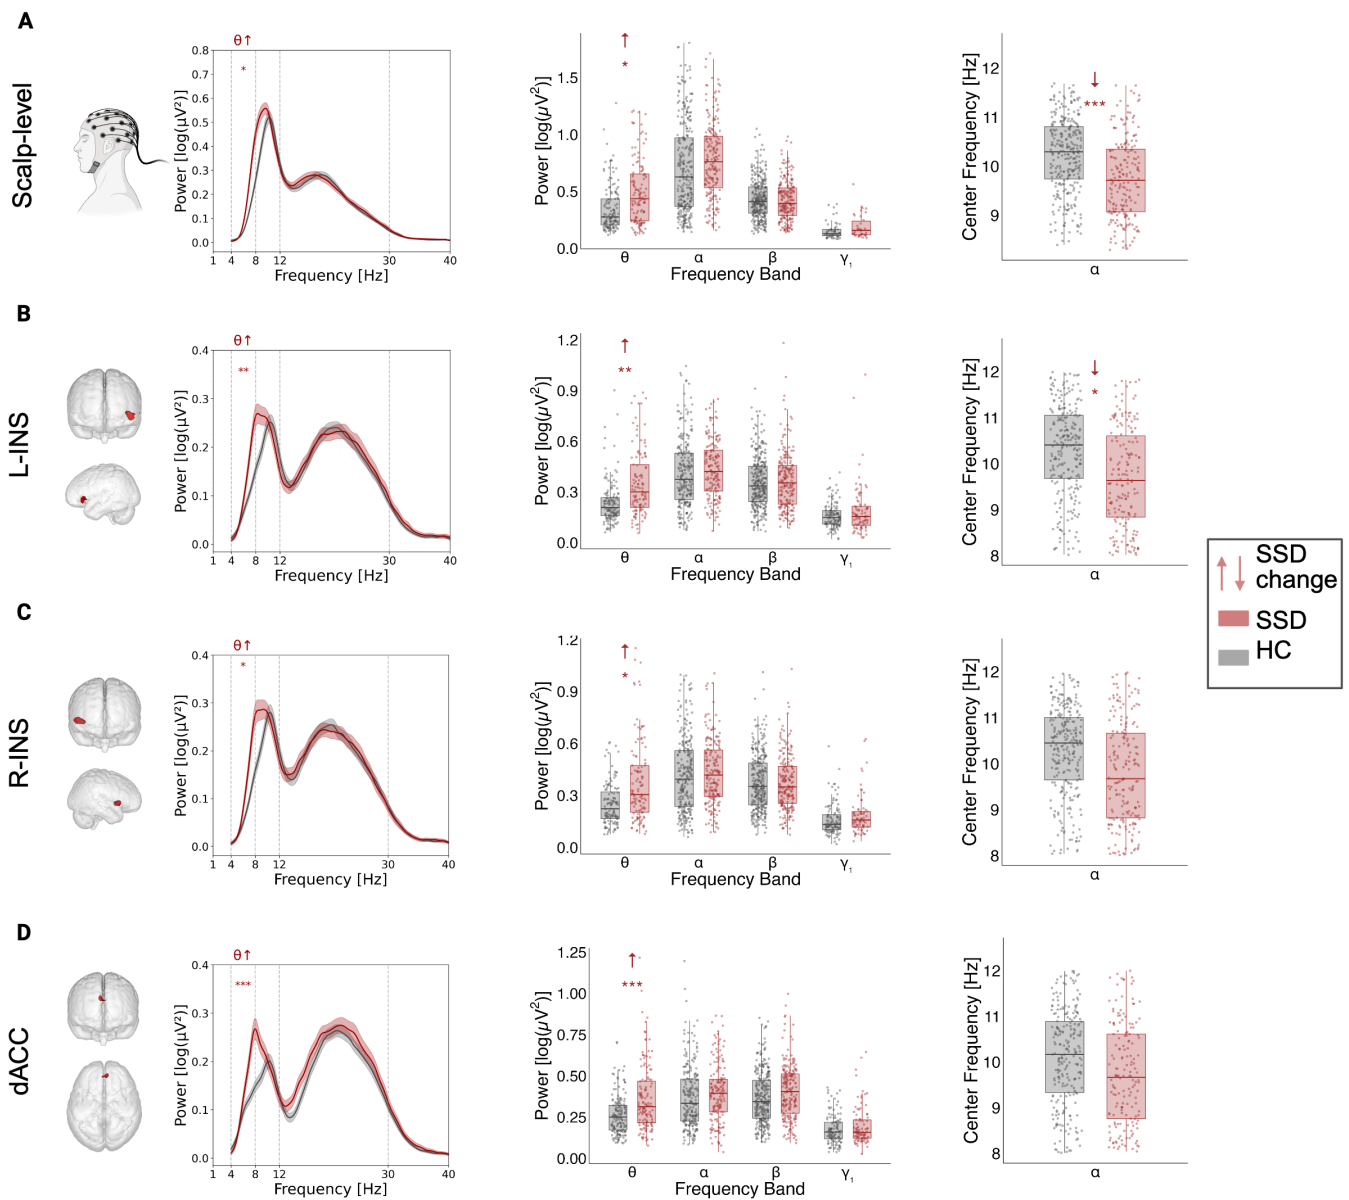 A
Scalp-level
θ↑
*
0.8
0.7
0.6
0.5
0.4
0.3
0.2
0.1
0.0
Power [log(μV²)]
1 4 8 12 30 40
Frequency [Hz]
↑
*
1.5
1.0
0.5
0.0
Power [log(μV²)]
θ α β γ₁
Frequency Band
↓
***
12
11
10
9
Center Frequency [Hz]
α
B
L-INS
θ↑
**
0.4
0.3
0.2
0.1
0.0
Power [log(μV²)]
1 4 8 12 30 40
Frequency [Hz]
↑
**
1.2
0.9
0.6
0.3
0.0
Power [log(μV²)]
θ α β γ₁
Frequency Band
↓
*
12
11
10
9
8
Center Frequency [Hz]
α
↑↓ SSD
change
SSD
HC
C
R-INS
θ↑
*
0.4
0.3
0.2
0.1
0.0
Power [log(μV²)]
1 4 8 12 30 40
Frequency [Hz]
↑
*
1.2
0.9
0.6
0.3
0.0
Power [log(μV²)]
θ α β γ₁
Frequency Band
12
11
10
9
8
Center Frequency [Hz]
α
D
dACC
θ↑
***
0.4
0.3
0.2
0.1
0.0
Power [log(μV²)]
1 4 8 12 30 40
Frequency [Hz]
↑
***
1.25
1.00
0.75
0.50
0.25
0.00
Power [log(μV²)]
θ α β γ₁
Frequency Band
12
11
10
9
8
Center Frequency [Hz]
α